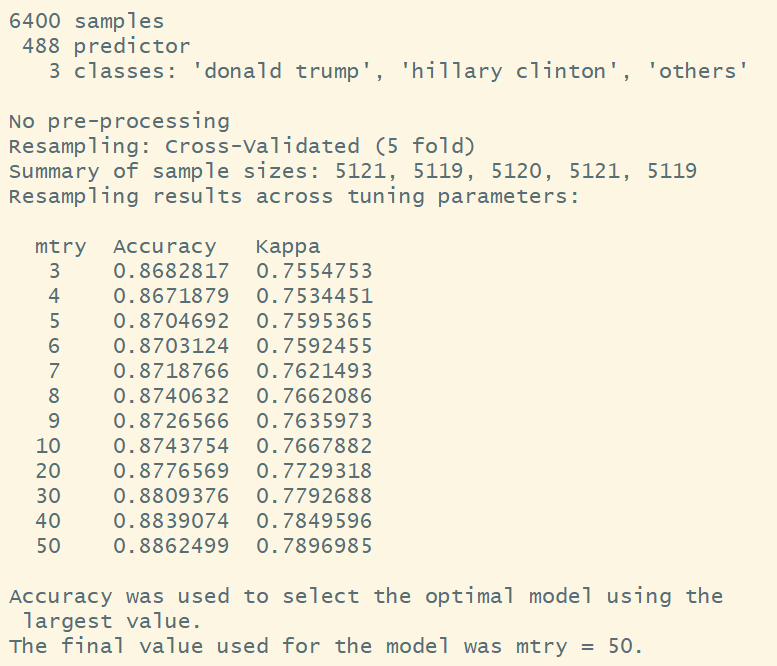 6400 samples
488 predictor
3 classes: 'donald trump', 'hillary clinton', 'others'
No pre-processing
Resampling: Cross-Validated (5 fold)
Summary of sample sizes: 5121, 5119, 5120, 5121, 5119
Resampling results across tuning parameters:
mtry Accuracy Kappa
3 0.8682817 0.7554753
4 0.8671879 0.7534451
5 0.8704692 0.7595365
6 0.8703124 0.7592455
7 0.8718766 0.7621493
8 0.8740632 0.7662086
9 0.8726566 0.7635973
10 0.8743754 0.7667882
20 0.8776569 0.7729318
30 0.8809376 0.7792688
40 0.8839074 0.7849596
50 0.8862499 0.7896985
Accuracy was used to select the optimal model using the
largest value.
The final value used for the model was mtry = 50.